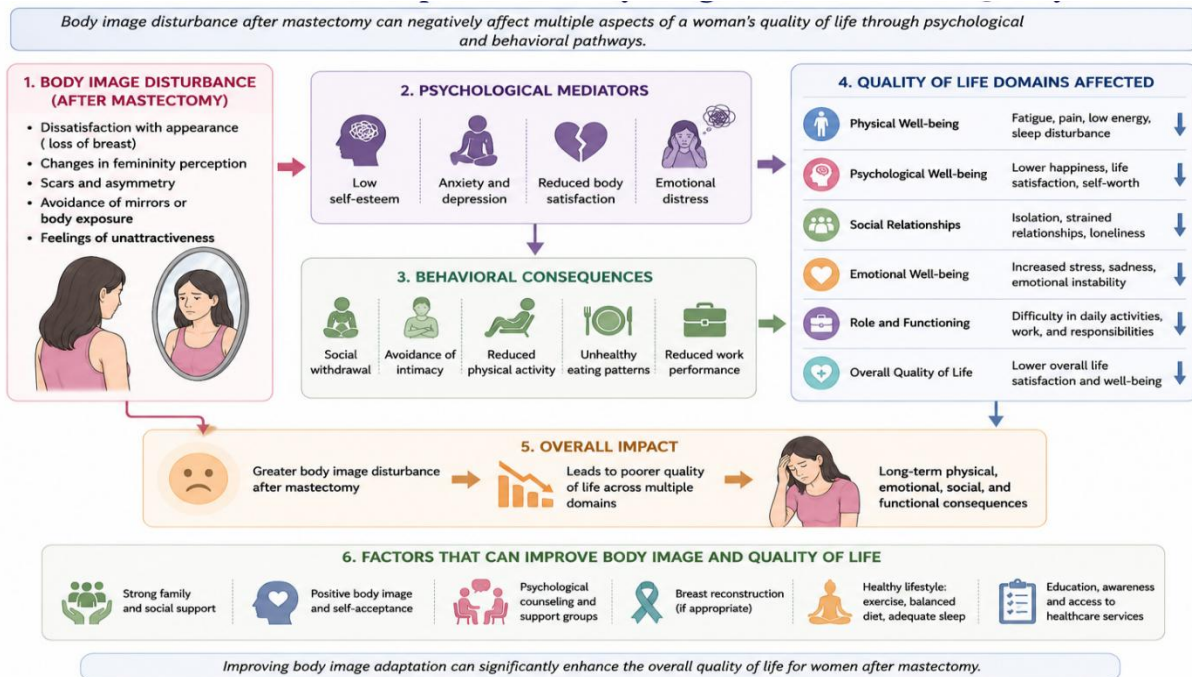 Body image disturbance after mastectomy can negatively affect multiple aspects of a woman's quality of life through psychological
and behavioral pathways.
1. BODY IMAGE DISTURBANCE
(AFTER MASTECTOMY)
• Dissatisfaction with appearance
( loss of breast)
• Changes in femininity perception
• Scars and asymmetry
• Avoidance of mirrors or
body exposure
• Feelings of unattractiveness
2. PSYCHOLOGICAL MEDIATORS
Low
self-esteem
Anxiety and
depression
Reduced body
satisfaction
Emotional
distress
3. BEHAVIORAL CONSEQUENCES
Social
withdrawal
Avoidance of
intimacy
Reduced
physical activity
Unhealthy
eating patterns
Reduced work
performance
4. QUALITY OF LIFE DOMAINS AFFECTED
Physical Well-being
Fatigue, pain, low energy,
sleep disturbance
Psychological Well-being
Lower happiness, life
satisfaction, self-worth
Social Relationships
Isolation, strained
relationships, loneliness
Emotional Well-being
Increased stress, sadness,
emotional instability
Role and Functioning
Difficulty in daily activities,
work, and responsibilities
Overall Quality of Life
Lower overall life
satisfaction and well-being
5. OVERALL IMPACT
Greater body image disturbance
after mastectomy
Leads to poorer quality
of life across multiple
domains
Long-term physical,
emotional, social, and
functional consequences
6. FACTORS THAT CAN IMPROVE BODY IMAGE AND QUALITY OF LIFE
Strong family
and social support
Positive body image
and self-acceptance
Psychological
counseling and
support groups
Breast reconstruction
(if appropriate)
Healthy lifestyle:
exercise, balanced
diet, adequate sleep
Education, awareness
and access to
healthcare services
Improving body image adaptation can significantly enhance the overall quality of life for women after mastectomy.